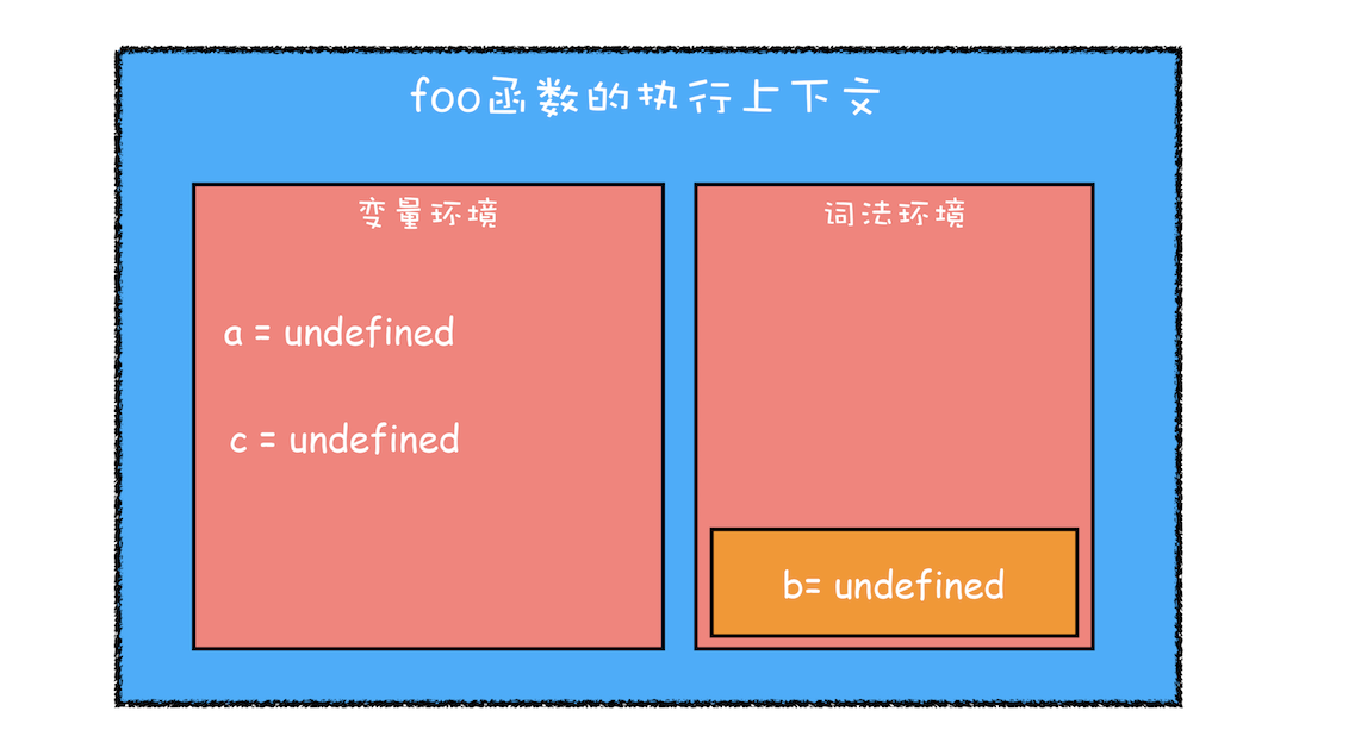 foo函数的执行上下文
变量环境
a = undefined
c = undefined
词法环境
b= undefined